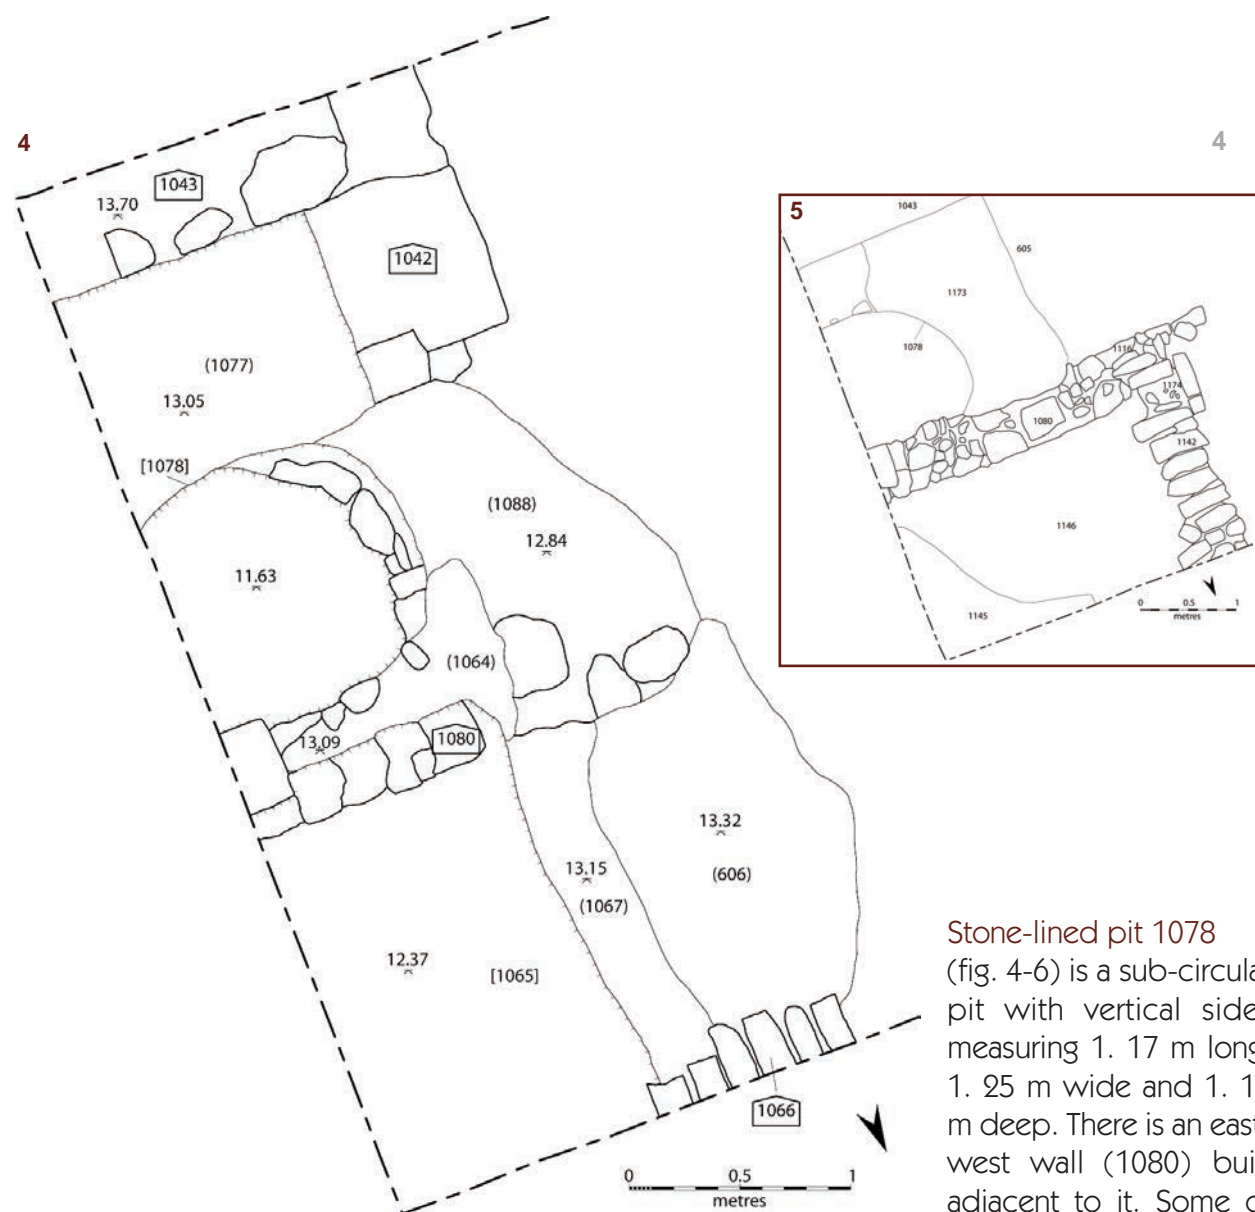 4
4
1043
13.70
1042
(1077)
13.05
[1078]
(1088)
12.84
11.63
(1064)
13.09
1080
13.32
(606)
13.15
(1067)
12.37
[1065]
1066
0 0.5 1
metres
5
1043
605
1173
1078
1116
1174
1080
1142
1146
1145
0 0.5 1
metres
Stone-lined pit 1078
(fig. 4-6) is a sub-circula
pit with vertical side
measuring 1. 17 m long
1. 25 m wide and 1. 1
m deep. There is an east
west wall (1080) bui
adjacent to it. Some o